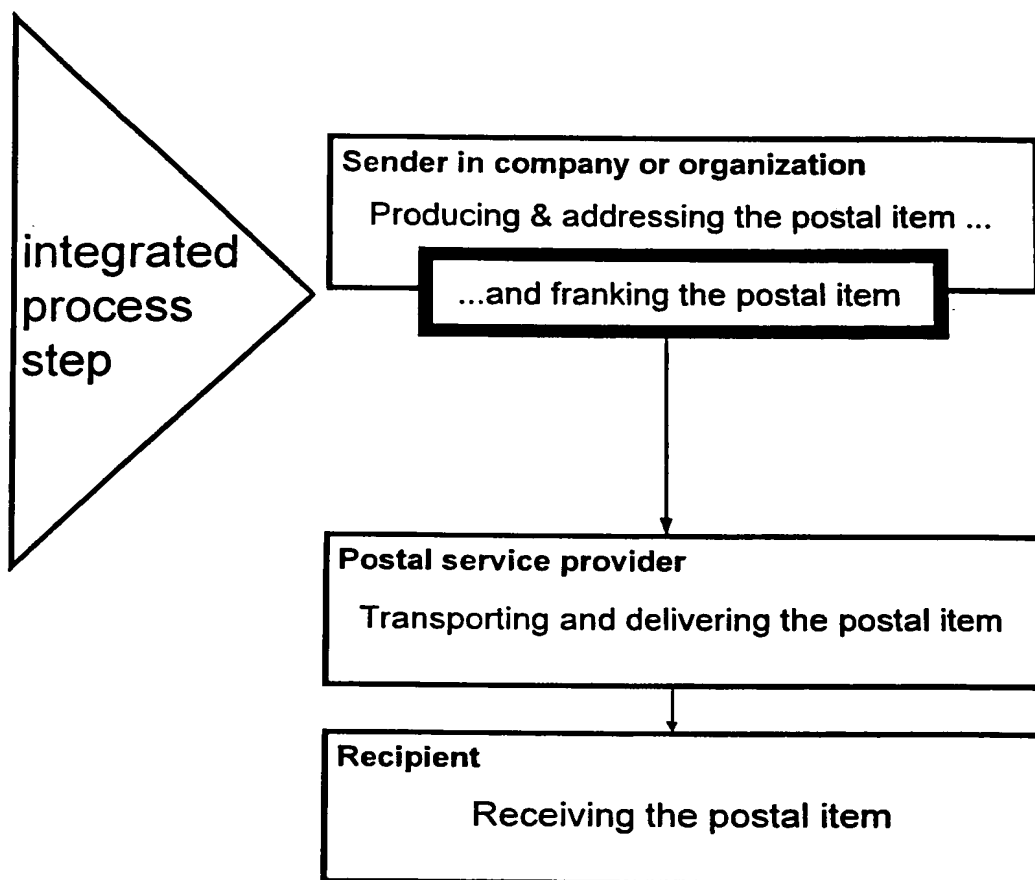 integrated
process
step
Sender in company or organization
Producing & addressing the postal item ...
...and franking the postal item
Postal service provider
Transporting and delivering the postal item
Recipient
Receiving the postal item